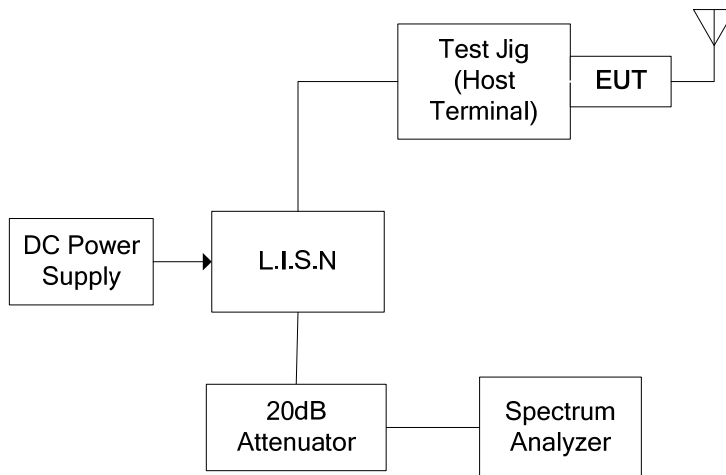 Test Jig
(Host
Terminal)
EUT
DC Power
Supply
L.I.S.N
20dB
Attenuator
Spectrum
Analyzer